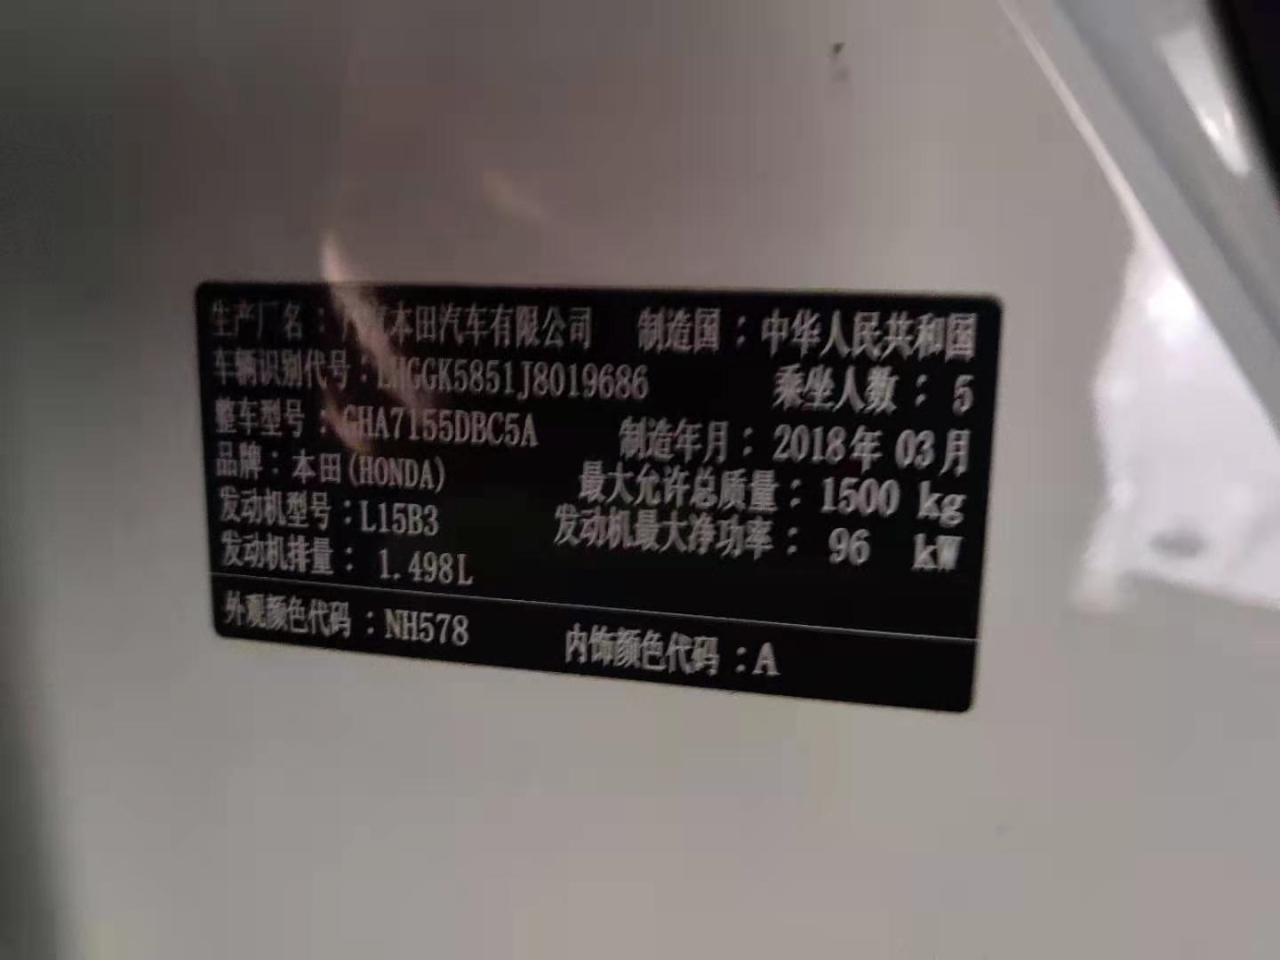 生产厂名：广汽本田汽车有限公司 制造国：中华人民共和国
车辆识别代号：LHGGK5851J8019686 乘坐人数：5
整车型号：GHA7155DBC5A 制造年月：2018年03月
品牌：本田(HONDA) 最大允许总质量：1500 kg
发动机型号：L15B3 发动机最大净功率：96 kW
发动机排量：1.498L
外观颜色代码：NH578 内饰颜色代码：A